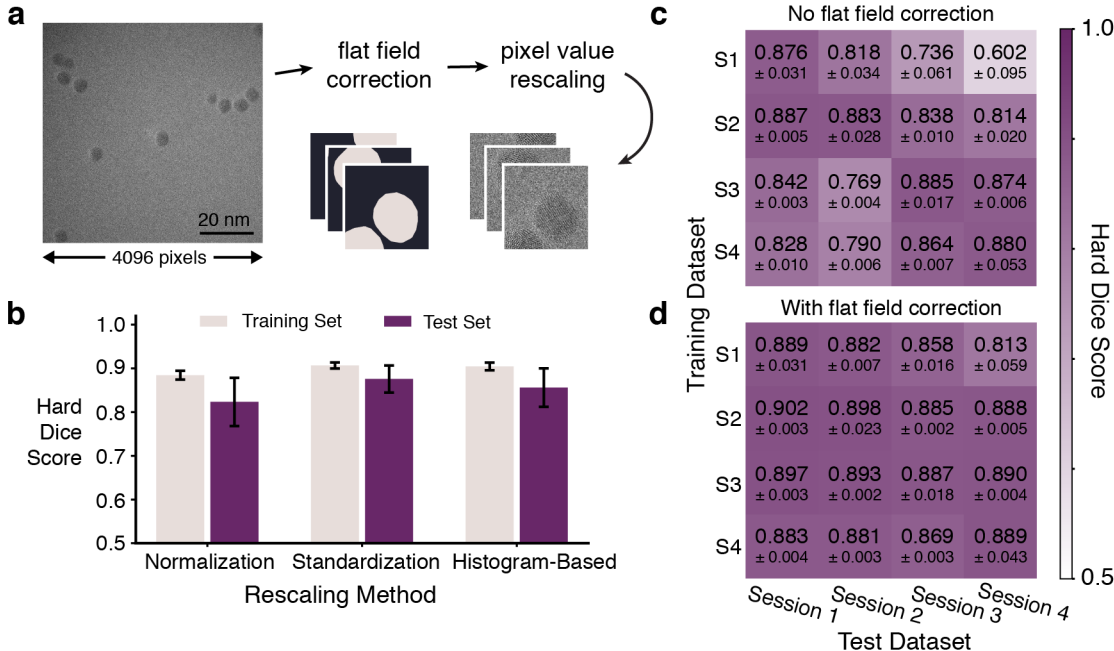 a
flat field
correction
pixel value
rescaling
20 nm
4096 pixels
b
Training Set
Test Set
1.0
0.9
0.8
0.7
0.6
0.5
Hard
Dice
Score
Normalization
Standardization
Histogram-Based
Rescaling Method
c
No flat field correction
S1
0.876
± 0.031
0.818
± 0.034
0.736
± 0.061
0.602
± 0.095
S2
0.887
± 0.005
0.883
± 0.028
0.838
± 0.010
0.814
± 0.020
S3
0.842
± 0.003
0.769
± 0.004
0.885
± 0.017
0.874
± 0.006
S4
0.828
± 0.010
0.790
± 0.006
0.864
± 0.007
0.880
± 0.053
Training Dataset
d
With flat field correction
S1
0.889
± 0.031
0.882
± 0.007
0.858
± 0.016
0.813
± 0.059
S2
0.902
± 0.003
0.898
± 0.023
0.885
± 0.002
0.888
± 0.005
S3
0.897
± 0.003
0.893
± 0.002
0.887
± 0.018
0.890
± 0.004
S4
0.883
± 0.004
0.881
± 0.003
0.869
± 0.003
0.889
± 0.043
Session 1
Session 2
Session 3
Session 4
Test Dataset
1.0
Hard Dice Score
0.5